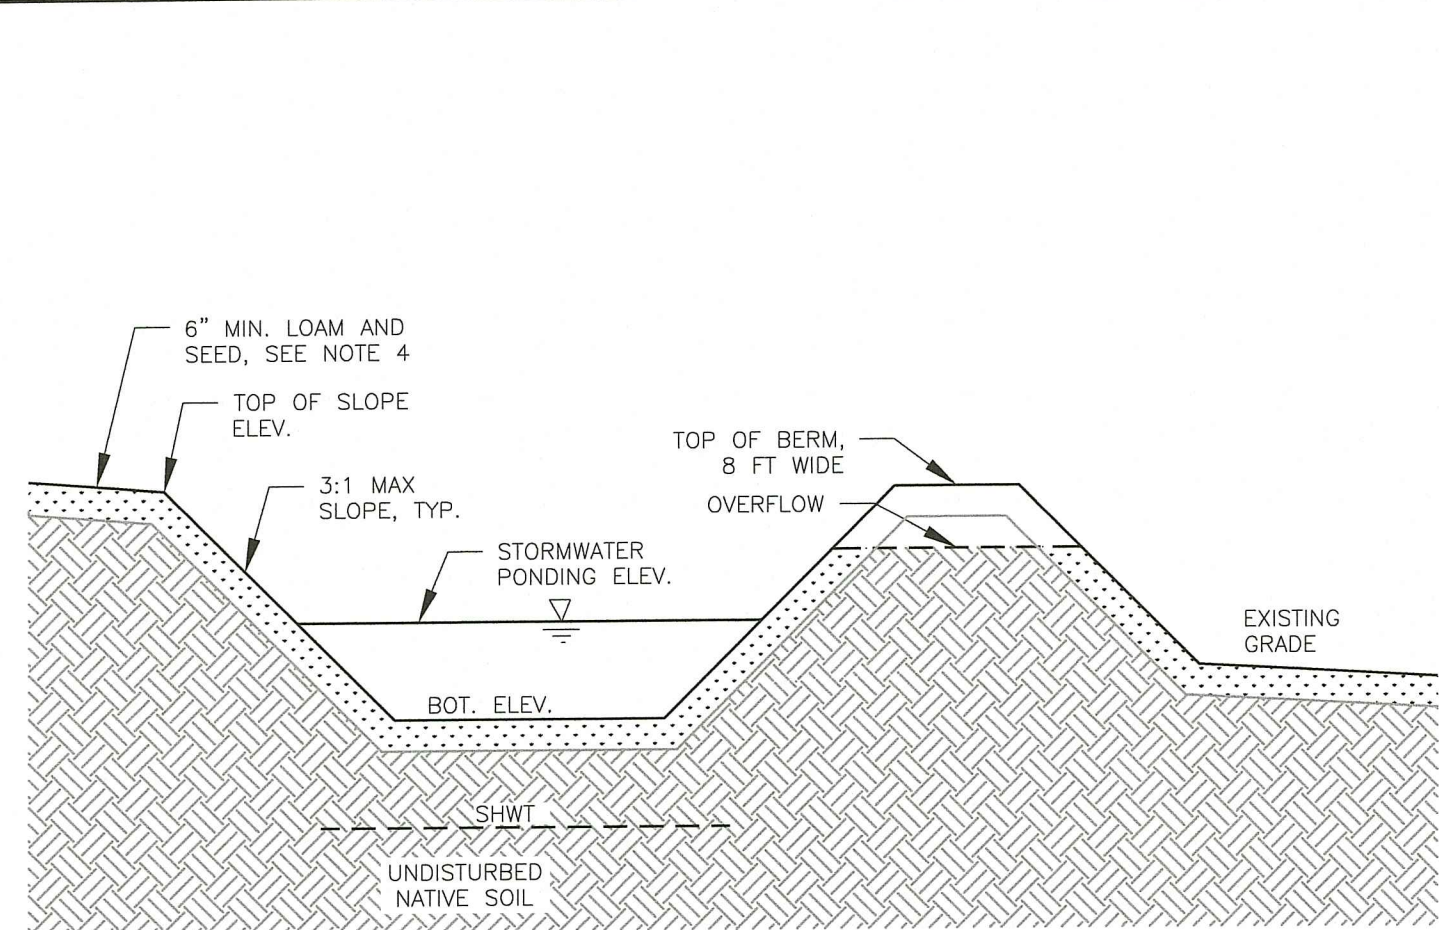 6” MIN. LOAM AND
SEED, SEE NOTE 4
TOP OF SLOPE
ELEV.
3:1 MAX
SLOPE, TYP.
STORMWATER
PONDING ELEV.
TOP OF BERM,
8 FT WIDE
OVERFLOW
EXISTING
GRADE
BOT. ELEV.
SHWT
UNDISTURBED
NATIVE SOIL